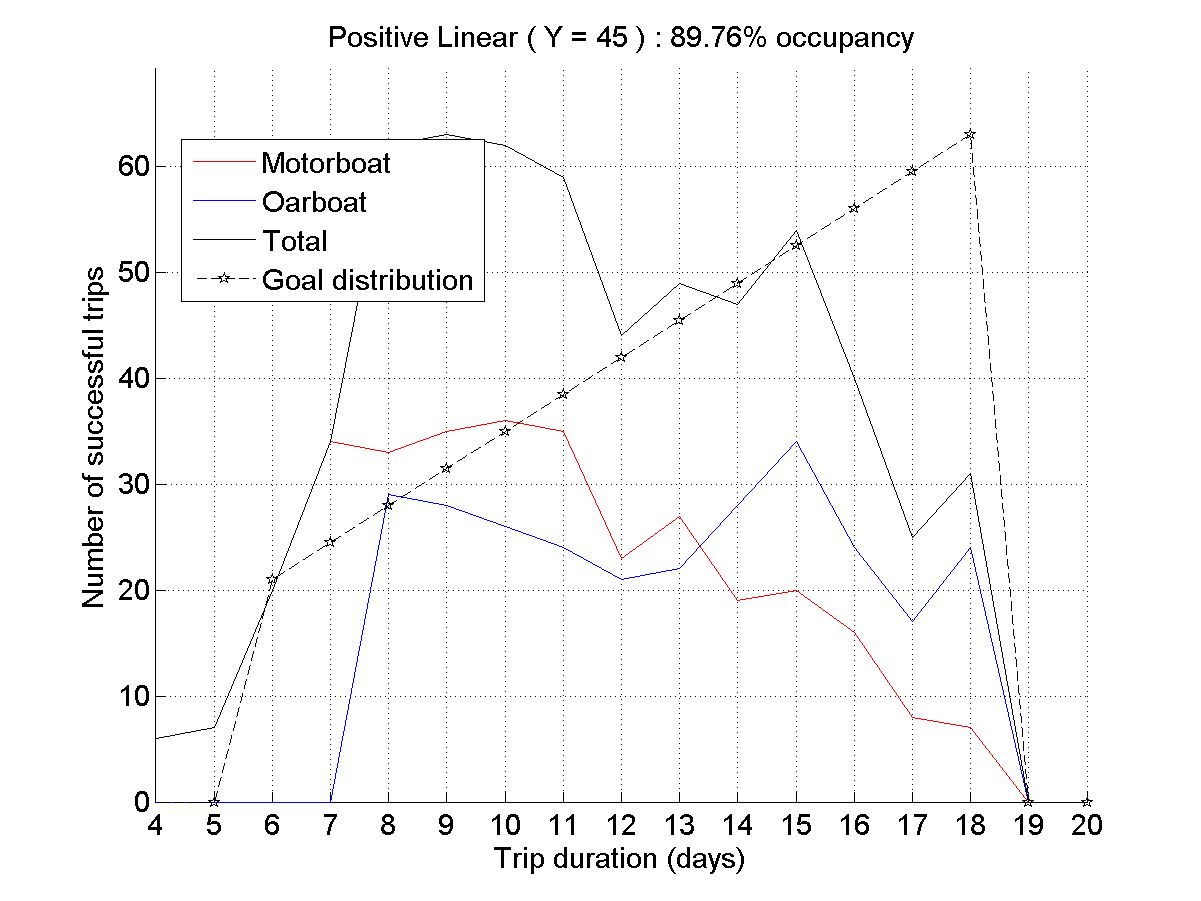 Positive Linear ( Y = 45 ) : 89.76% occupancy
Motorboat
Oarboat
Total
Goal distribution
Number of successful trips
60
50
40
30
20
10
0
4 5 6 7 8 9 10 11 12 13 14 15 16 17 18 19 20
Trip duration (days)